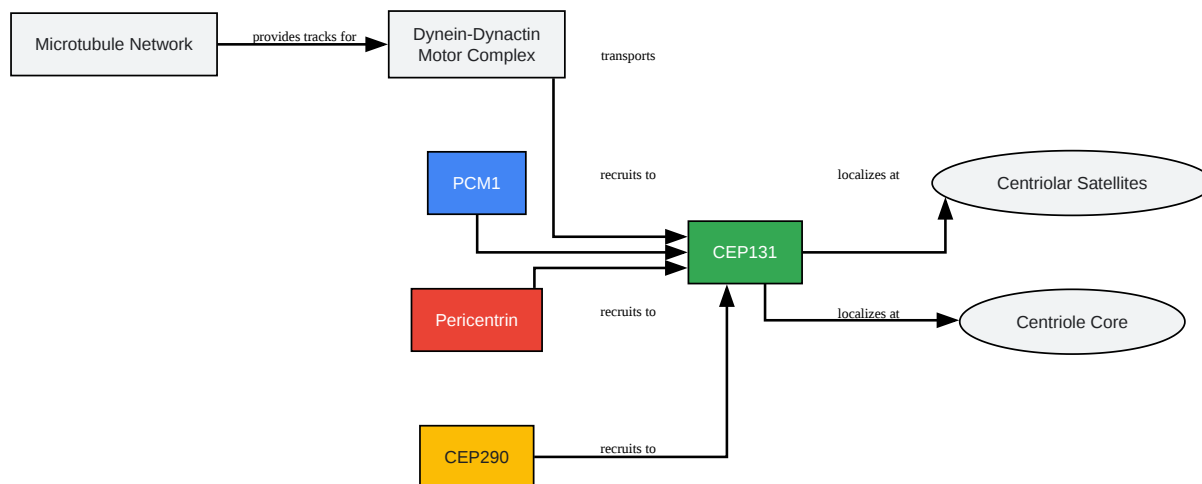 Microtubule Network
provides tracks for
Dynein-Dynactin
Motor Complex
transports
PCM1
recruits to
localizes at
Centriolar Satellites
CEP131
Pericentrin
recruits to
localizes at
Centriole Core
CEP290
recruits to